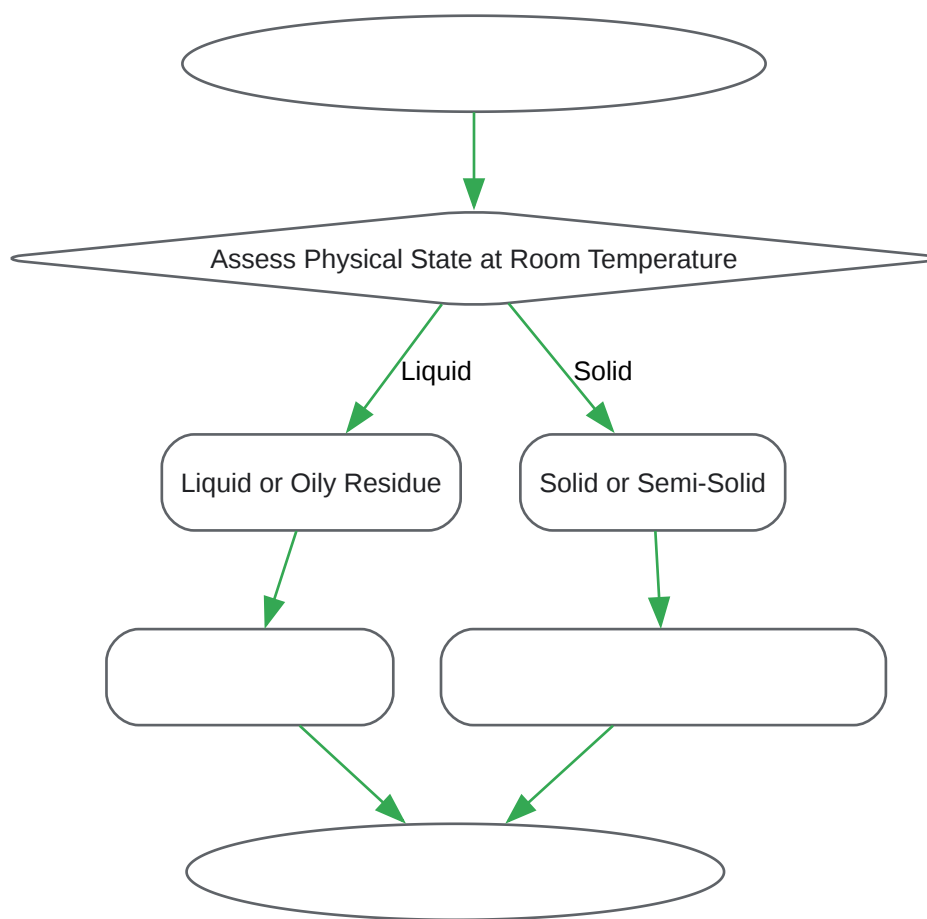 Assess Physical State at Room Temperature
Liquid
Solid
Liquid or Oily Residue
Solid or Semi-Solid